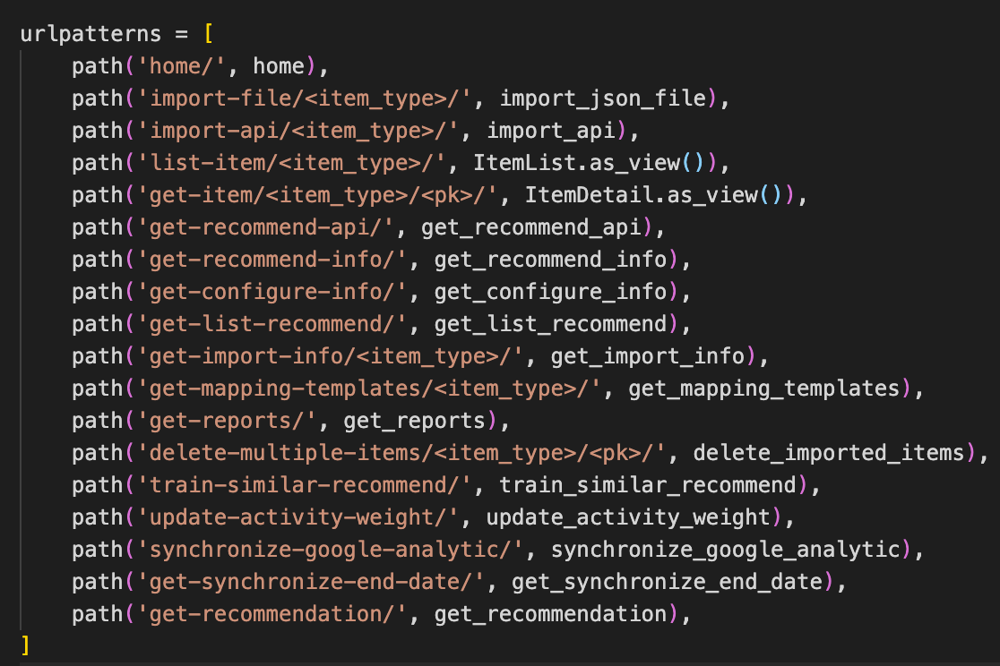 urlpatterns = [
    path('home/', home),
    path('import-file/<item_type>/', import_json_file),
    path('import-api/<item_type>/', import_api),
    path('list-item/<item_type>/', ItemList.as_view()),
    path('get-item/<item_type>/<pk>/', ItemDetail.as_view()),
    path('get-recommend-api/', get_recommend_api),
    path('get-recommend-info/', get_recommend_info),
    path('get-configure-info/', get_configure_info),
    path('get-list-recommend/', get_list_recommend),
    path('get-import-info/<item_type>/', get_import_info),
    path('get-mapping-templates/<item_type>/', get_mapping_templates),
    path('get-reports/', get_reports),
    path('delete-multiple-items/<item_type>/<pk>/', delete_imported_items),
    path('train-similar-recommend/', train_similar_recommend),
    path('update-activity-weight/', update_activity_weight),
    path('synchronize-google-analytic/', synchronize_google_analytic),
    path('get-synchronize-end-date/', get_synchronize_end_date),
    path('get-recommendation/', get_recommendation),
]